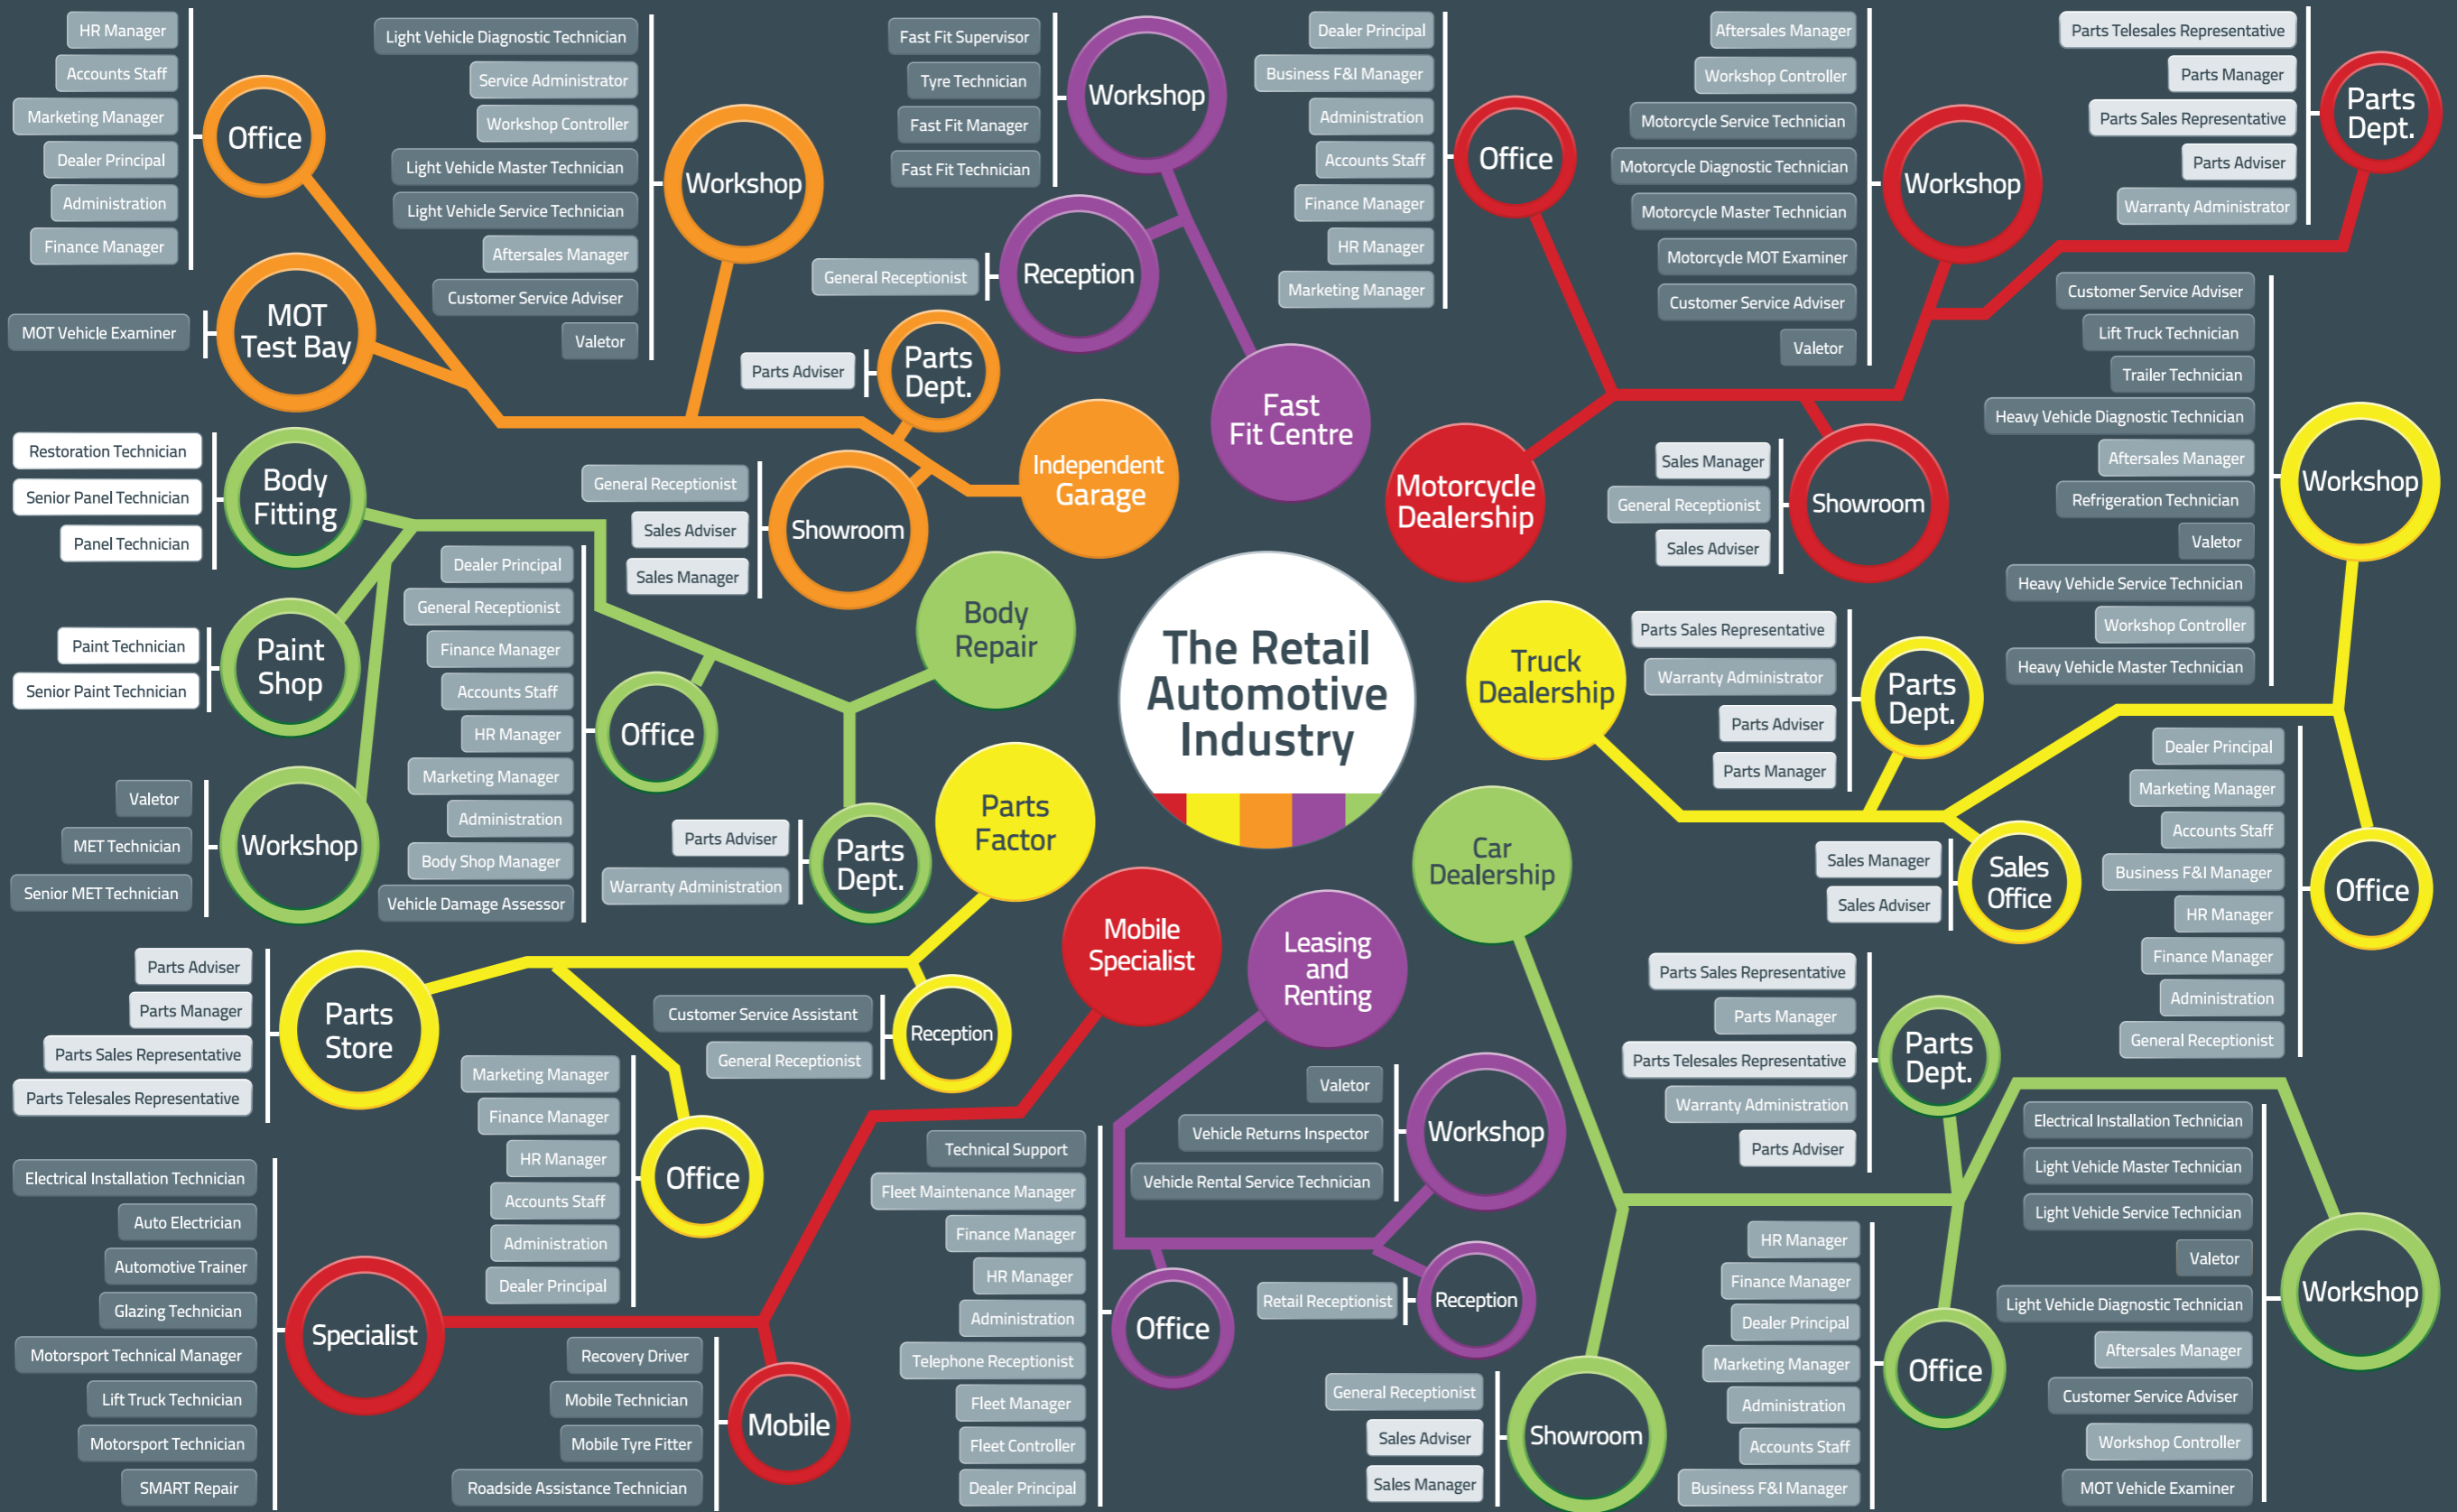 The Retail
Automotive
Industry
Independent
Garage
Office
HR Manager
Accounts Staff
Marketing Manager
Dealer Principal
Administration
Finance Manager
MOT
Test Bay
MOT Vehicle Examiner
Workshop
Light Vehicle Diagnostic Technician
Service Administrator
Workshop Controller
Light Vehicle Master Technician
Light Vehicle Service Technician
Aftersales Manager
Customer Service Adviser
Valetor
Parts
Dept.
Parts Adviser
Showroom
General Receptionist
Sales Adviser
Sales Manager
Fast
Fit Centre
Workshop
Fast Fit Supervisor
Tyre Technician
Fast Fit Manager
Fast Fit Technician
Reception
General Receptionist
Motorcycle
Dealership
Office
Dealer Principal
Business F&I Manager
Administration
Accounts Staff
Finance Manager
HR Manager
Marketing Manager
Workshop
Aftersales Manager
Workshop Controller
Motorcycle Service Technician
Motorcycle Diagnostic Technician
Motorcycle Master Technician
Motorcycle MOT Examiner
Customer Service Adviser
Valetor
Parts
Dept.
Parts Telesales Representative
Parts Manager
Parts Sales Representative
Parts Adviser
Warranty Administrator
Showroom
Sales Manager
General Receptionist
Sales Adviser
Truck
Dealership
Workshop
Customer Service Adviser
Lift Truck Technician
Trailer Technician
Heavy Vehicle Diagnostic Technician
Aftersales Manager
Refrigeration Technician
Valetor
Heavy Vehicle Service Technician
Workshop Controller
Heavy Vehicle Master Technician
Parts
Dept.
Parts Sales Representative
Warranty Administrator
Parts Adviser
Parts Manager
Sales
Office
Sales Manager
Sales Adviser
Office
Dealer Principal
Marketing Manager
Accounts Staff
Business F&I Manager
HR Manager
Finance Manager
Administration
General Receptionist
Body
Repair
Body
Fitting
Restoration Technician
Senior Panel Technician
Panel Technician
Paint
Shop
Paint Technician
Senior Paint Technician
Workshop
Valetor
MET Technician
Senior MET Technician
Office
Dealer Principal
General Receptionist
Finance Manager
Accounts Staff
HR Manager
Marketing Manager
Administration
Body Shop Manager
Vehicle Damage Assessor
Parts
Dept.
Parts Adviser
Warranty Administration
Parts
Factor
Parts
Store
Parts Adviser
Parts Manager
Parts Sales Representative
Parts Telesales Representative
Reception
Customer Service Assistant
General Receptionist
Office
Marketing Manager
Finance Manager
HR Manager
Accounts Staff
Administration
Dealer Principal
Mobile
Specialist
Specialist
Electrical Installation Technician
Auto Electrician
Automotive Trainer
Glazing Technician
Motorsport Technical Manager
Lift Truck Technician
Motorsport Technician
SMART Repair
Mobile
Recovery Driver
Mobile Technician
Mobile Tyre Fitter
Roadside Assistance Technician
Leasing
and
Renting
Workshop
Valetor
Vehicle Returns Inspector
Vehicle Rental Service Technician
Reception
Retail Receptionist
Office
Technical Support
Fleet Maintenance Manager
Finance Manager
HR Manager
Administration
Telephone Receptionist
Fleet Manager
Fleet Controller
Dealer Principal
Car
Dealership
Parts
Dept.
Parts Sales Representative
Parts Manager
Parts Telesales Representative
Warranty Administration
Parts Adviser
Showroom
General Receptionist
Sales Adviser
Sales Manager
Office
HR Manager
Finance Manager
Dealer Principal
Marketing Manager
Administration
Accounts Staff
Business F&I Manager
Workshop
Electrical Installation Technician
Light Vehicle Master Technician
Light Vehicle Service Technician
Valetor
Light Vehicle Diagnostic Technician
Aftersales Manager
Customer Service Adviser
Workshop Controller
MOT Vehicle Examiner